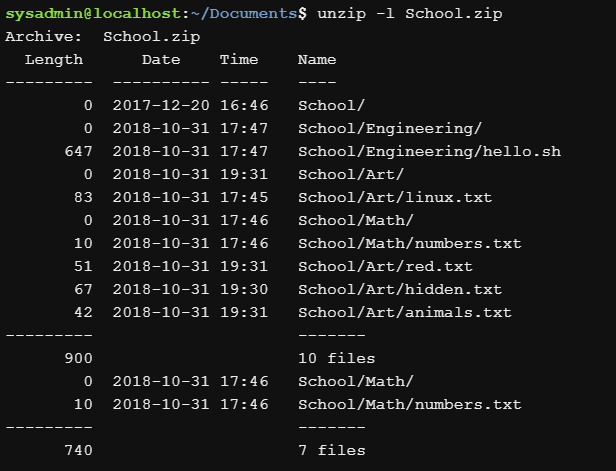 sysadmin@localhost:~/Documents$ unzip -l School.zip
Archive:  School.zip
  Length      Date    Time    Name
---------  ---------- -----   ----
        0  2017-12-20 16:46   School/
        0  2018-10-31 17:47   School/Engineering/
      647  2018-10-31 17:47   School/Engineering/hello.sh
        0  2018-10-31 19:31   School/Art/
       83  2018-10-31 17:45   School/Art/linux.txt
        0  2018-10-31 17:46   School/Math/
       10  2018-10-31 17:46   School/Math/numbers.txt
       51  2018-10-31 19:31   School/Art/red.txt
       67  2018-10-31 19:30   School/Art/hidden.txt
       42  2018-10-31 19:31   School/Art/animals.txt
---------                     -------
      900                     10 files
        0  2018-10-31 17:46   School/Math/
       10  2018-10-31 17:46   School/Math/numbers.txt
---------                     -------
      740                     7 files